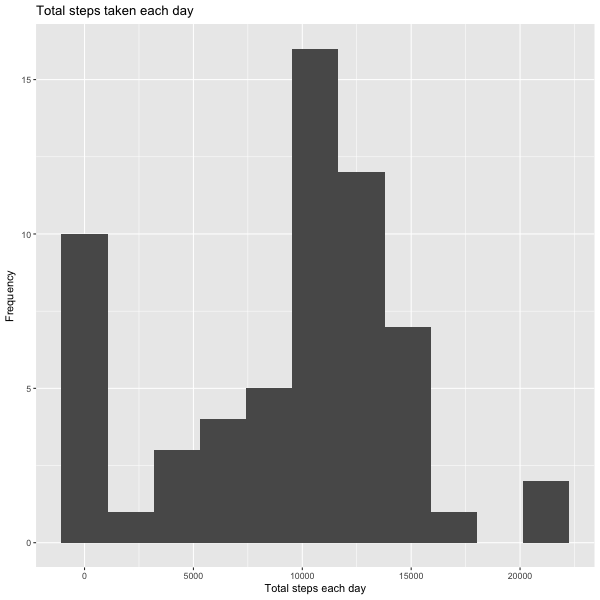 Total steps taken each day
15
10
5
0
Frequency
0 5000 10000 15000 20000
Total steps each day